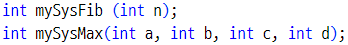 int mySysFib (int n);
int mySysMax(int a, int b, int c, int d);